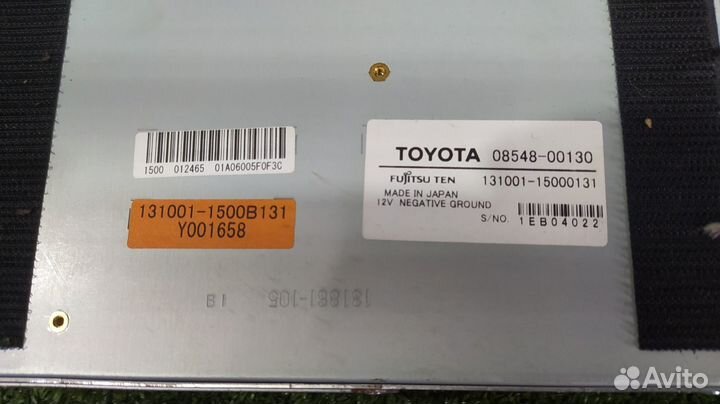 1500 012465 01A06005F0F3C
131001-1500B131
Y001658
TOYOTA 08548-00130
FUJITSU TEN 131001-15000131
MADE IN JAPAN
12V NEGATIVE GROUND
S/NO. 1EB04022
Avito